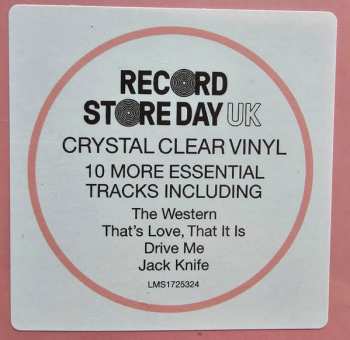 RECORD
STORE DAY UK
CRYSTAL CLEAR VINYL
10 MORE ESSENTIAL
TRACKS INCLUDING
The Western
That's Love, That It Is
Drive Me
Jack Knife
LMS1725324